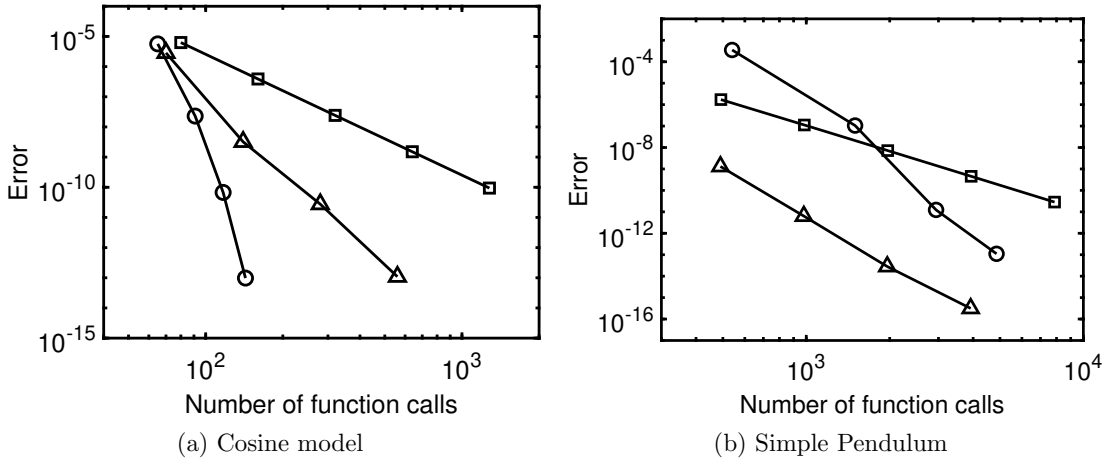 10^-5
10^-10
10^-15
Error
10^2
10^3
Number of function calls
(a) Cosine model
10^-4
10^-8
10^-12
10^-16
Error
10^3
10^4
Number of function calls
(b) Simple Pendulum